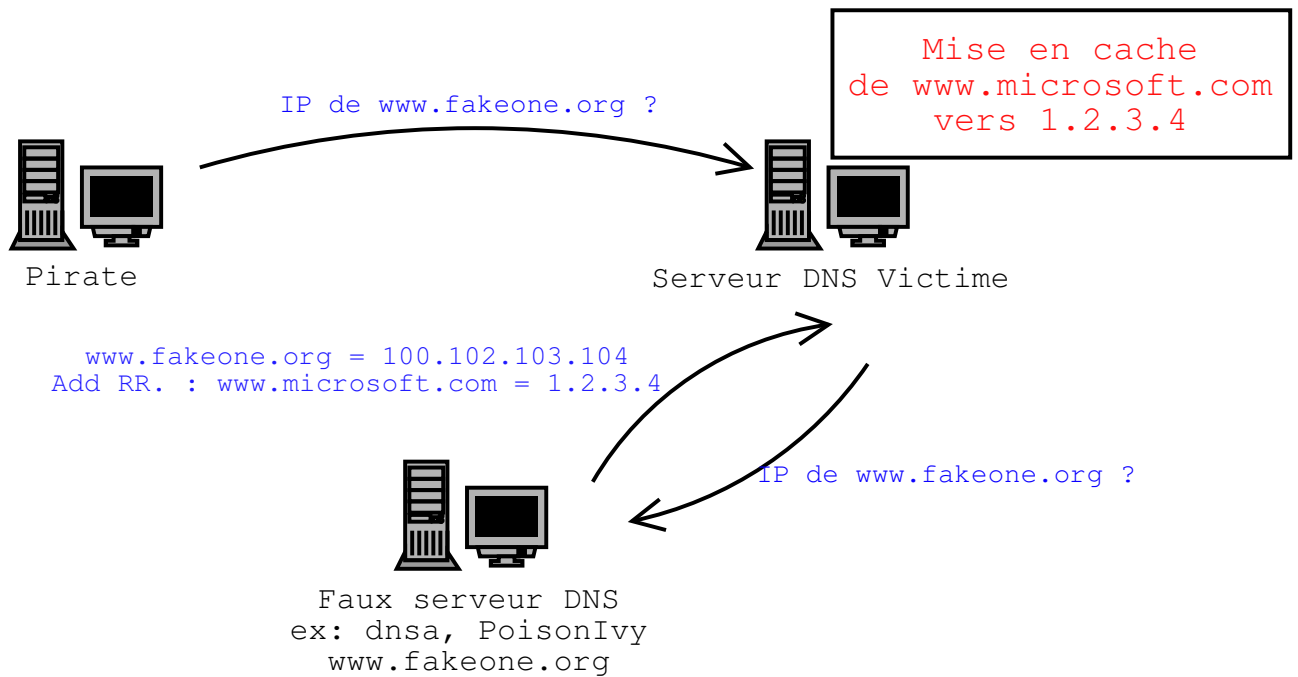 Mise en cache
de www.microsoft.com
vers 1.2.3.4
IP de www.fakeone.org ?
Pirate
Serveur DNS Victime
www.fakeone.org = 100.102.103.104
Add RR. : www.microsoft.com = 1.2.3.4
IP de www.fakeone.org ?
Faux serveur DNS
ex: dnsa, PoisonIvy
www.fakeone.org